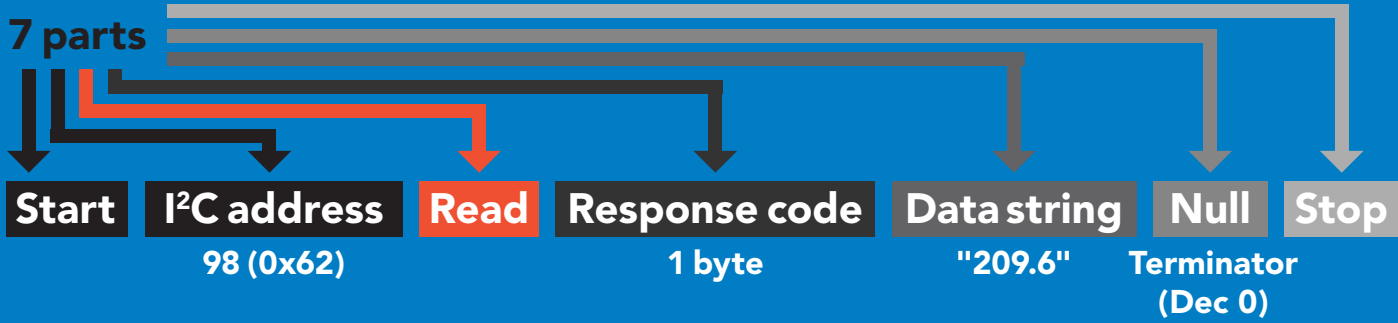 7 parts
Start I²C address Read Response code Data string Null Stop
98 (0x62) 1 byte "209.6" Terminator
(Dec 0)